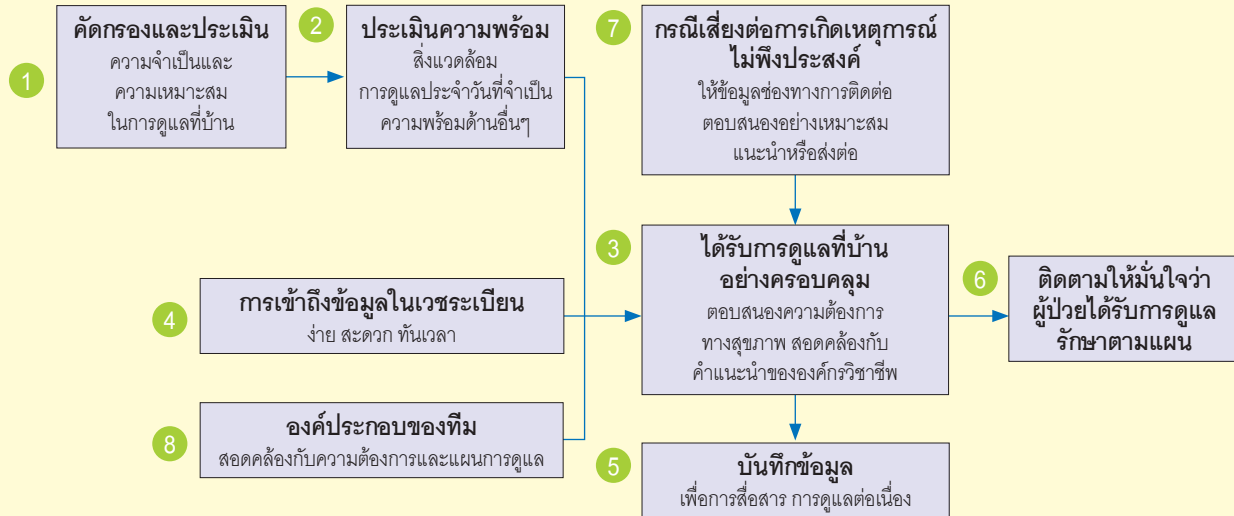 1
คัดกรองและประเมิน
ความจำเป็นและ
ความเหมาะสม
ในการดูแลที่บ้าน
2
ประเมินความพร้อม
สิ่งแวดล้อม
การดูแลประจำวันที่จำเป็น
ความพร้อมด้านอื่นๆ
7
กรณีเสี่ยงต่อการเกิดเหตุการณ์
ไม่พึงประสงค์
ให้ข้อมูลช่องทางการติดต่อ
ตอบสนองอย่างเหมาะสม
แนะนำหรือส่งต่อ
3
ได้รับการดูแลที่บ้าน
อย่างครอบคลุม
ตอบสนองความต้องการ
ทางสุขภาพ สอดคล้องกับ
คำแนะนำขององค์กรวิชาชีพ
6
ติดตามให้มั่นใจว่า
ผู้ป่วยได้รับการดูแล
รักษาตามแผน
4
การเข้าถึงข้อมูลในเวชระเบียน
ง่าย สะดวก ทันเวลา
8
องค์ประกอบของทีม
สอดคล้องกับความต้องการและแผนการดูแล
5
บันทึกข้อมูล
เพื่อการสื่อสาร การดูแลต่อเนื่อง